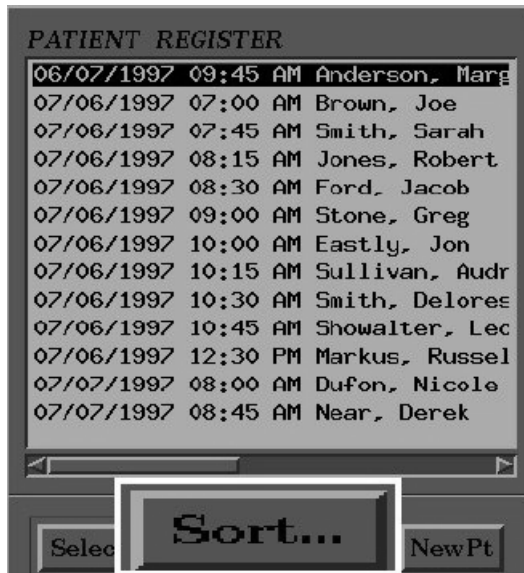 PATIENT REGISTER
06/07/1997 09:45 AM Anderson, Marg
07/06/1997 07:00 AM Brown, Joe
07/06/1997 07:45 AM Smith, Sarah
07/06/1997 08:15 AM Jones, Robert
07/06/1997 08:30 AM Ford, Jacob
07/06/1997 09:00 AM Stone, Greg
07/06/1997 10:00 AM Eastly, Jon
07/06/1997 10:15 AM Sullivan, Audr
07/06/1997 10:30 AM Smith, Delores
07/06/1997 10:45 AM Showalter, Leo
07/06/1997 12:30 PM Markus, Russel
07/07/1997 08:00 AM Dufon, Nicole
07/07/1997 08:45 AM Near, Derek
Selec Sort... NewPt